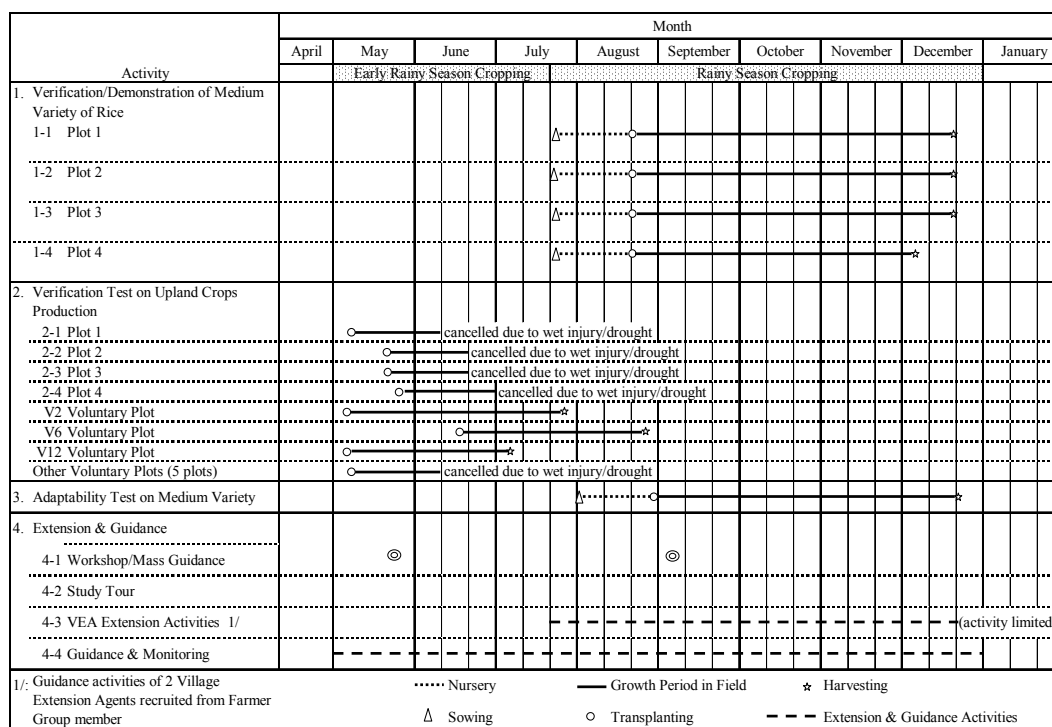 Month
April May June July August September October November December January
Activity Early Rainy Season Cropping Rainy Season Cropping
1. Verification/Demonstration of Medium
Variety of Rice
1-1 Plot 1
1-2 Plot 2
1-3 Plot 3
1-4 Plot 4
2. Verification Test on Upland Crops
Production
2-1 Plot 1 cancelled due to wet injury/drought
2-2 Plot 2 cancelled due to wet injury/drought
2-3 Plot 3 cancelled due to wet injury/drought
2-4 Plot 4 cancelled due to wet injury/drought
V2 Voluntary Plot
V6 Voluntary Plot
V12 Voluntary Plot
Other Voluntary Plots (5 plots) cancelled due to wet injury/drought
3. Adaptability Test on Medium Variety
4. Extension & Guidance
4-1 Workshop/Mass Guidance
4-2 Study Tour
4-3 VEA Extension Activities 1/ (activity limited
4-4 Guidance & Monitoring
1/: Guidance activities of 2 Village Nursery Growth Period in Field Harvesting
Extension Agents recruited from Farmer
Group member Sowing Transplanting Extension & Guidance Activities